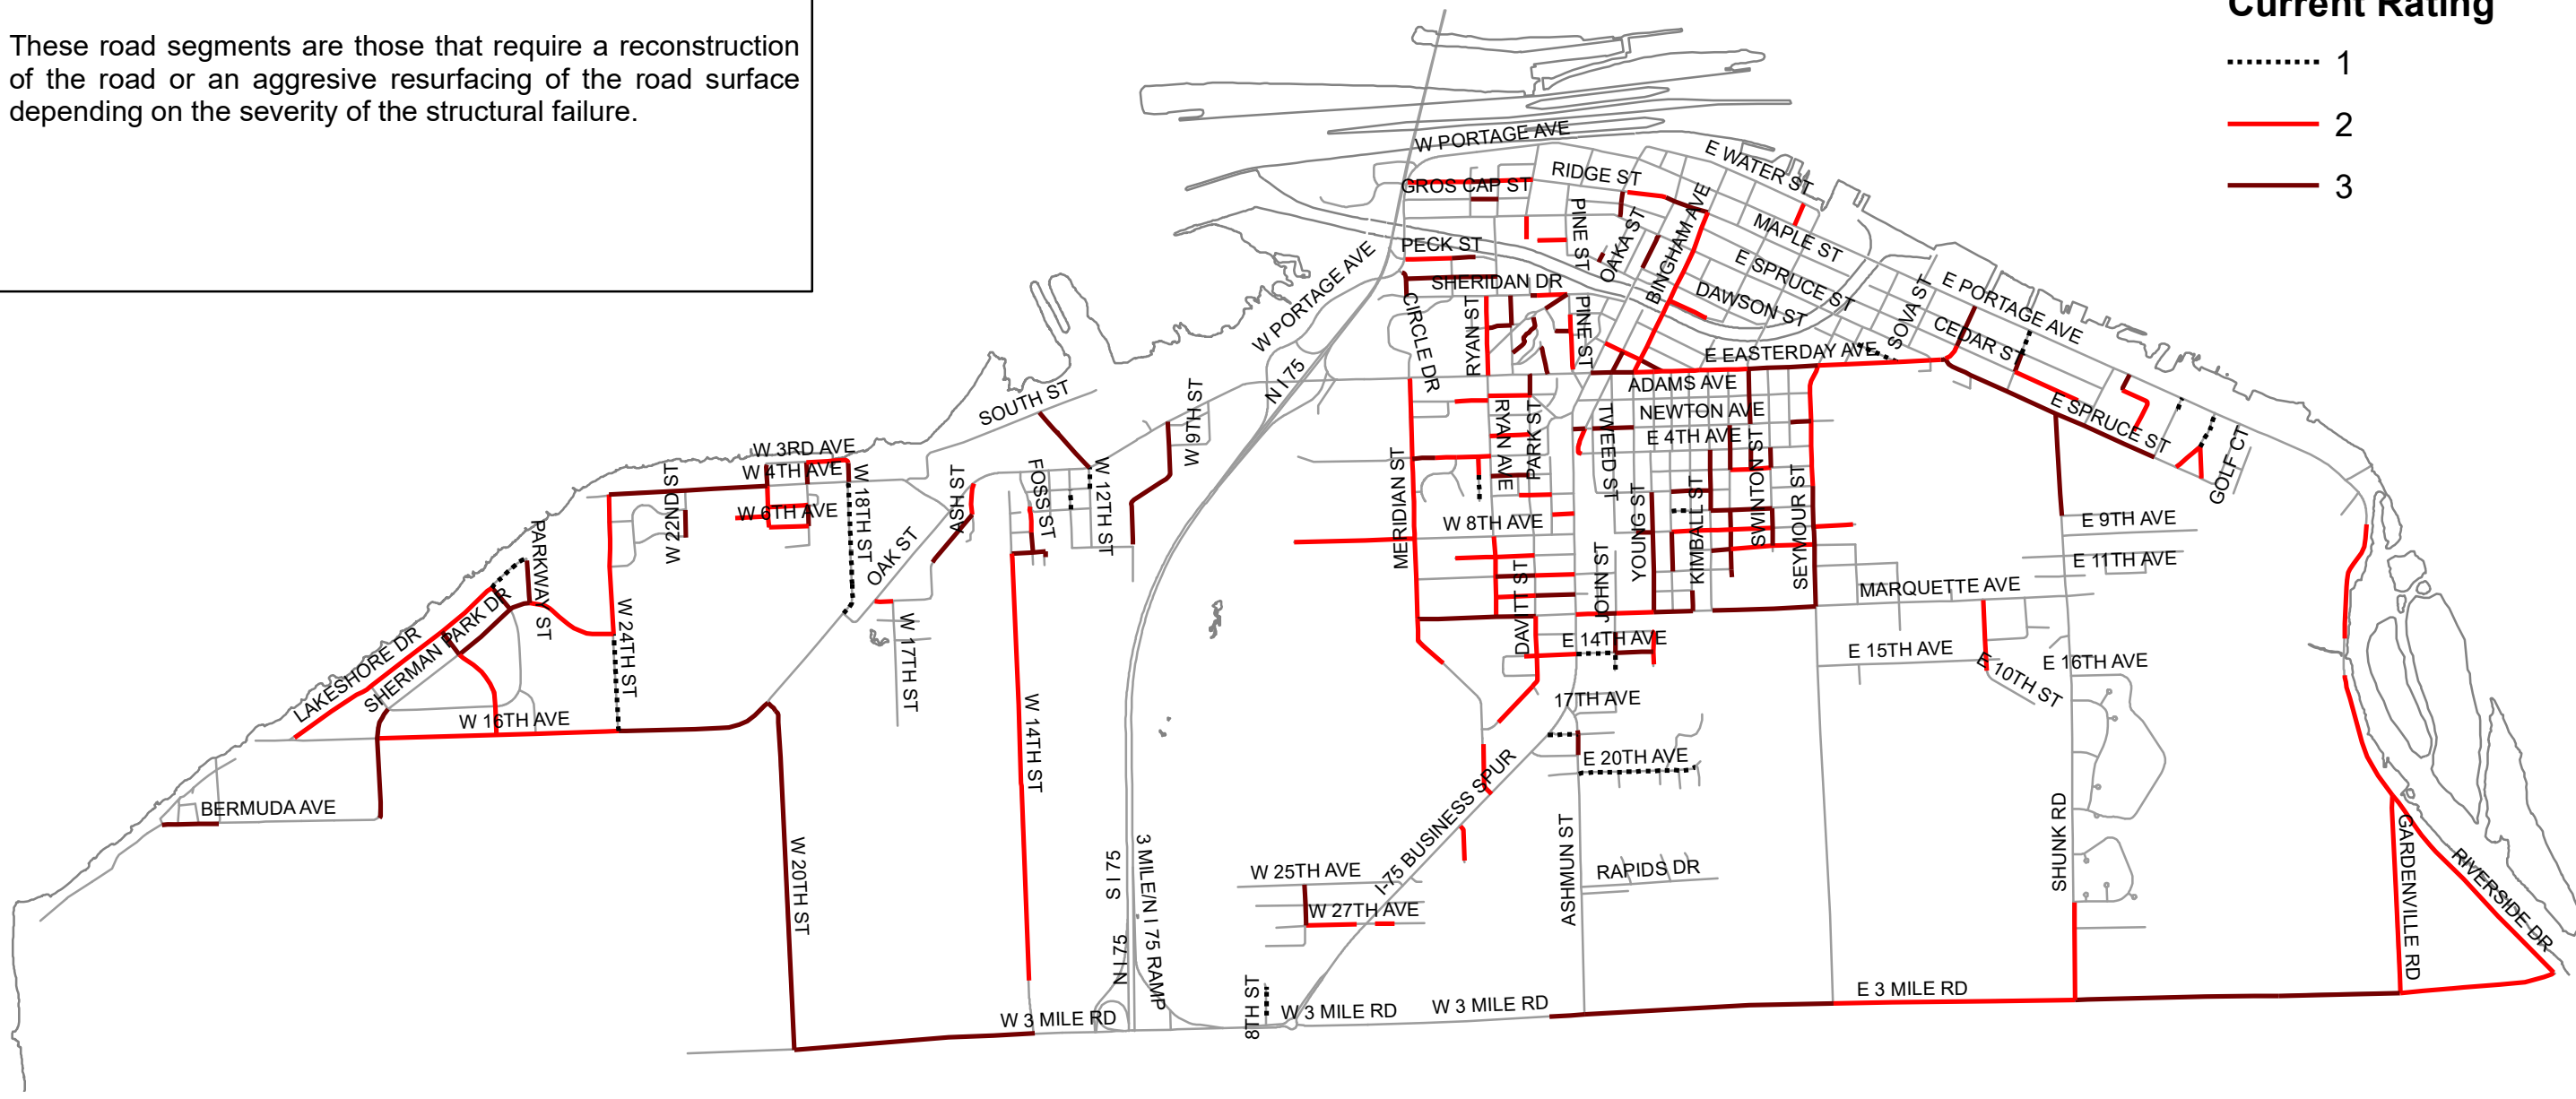 These road segments are those that require a reconstruction
of the road or an aggresive resurfacing of the road surface
depending on the severity of the structural failure.
Current Rating
1
2
3
W PORTAGE AVE
E WATER ST
RIDGE ST
GROS CAP ST
PINE ST
OAKA ST
BINGHAM AVE
MAPLE ST
PECK ST
W PORTAGE AVE
SHERIDAN DR
E SPRUCE ST
DAWSON ST
SOVA ST
E PORTAGE AVE
CEDAR ST
CIRCLE DR
RYAN ST
PINE ST
N I 75
E EASTERDAY AVE
ADAMS AVE
SOUTH ST
W 9TH ST
RYAN AVE
PARK ST
TWEED ST
NEWTON AVE
E 4TH AVE
E SPRUCE ST
GOLF CT
W 3RD AVE
W 4TH AVE
W 22ND ST
W 18TH ST
W 6TH AVE
ASH ST
FOSS ST
W 12TH ST
MERIDIAN ST
SWINTON ST
SEYMOUR ST
YOUNG ST
KIMBALL ST
W 8TH AVE
E 9TH AVE
PARKWAY ST
OAK ST
E 11TH AVE
JOHN ST
DAVITT ST
MARQUETTE AVE
LAKESHORE DR
SHERMAN PARK DR
W 24TH ST
W 17TH ST
E 14TH AVE
E 15TH AVE
E 10TH ST
E 16TH AVE
W 16TH AVE
W 14TH ST
17TH AVE
E 20TH AVE
I-75 BUSINESS SPUR
BERMUDA AVE
W 20TH ST
S I 75
3 MILE/N I 75 RAMP
N I 75
W 25TH AVE
W 27TH AVE
ASHMUN ST
RAPIDS DR
SHUNK RD
GARDENVILLE RD
RIVERSIDE DR
W 3 MILE RD
8TH ST
W 3 MILE RD
W 3 MILE RD
E 3 MILE RD